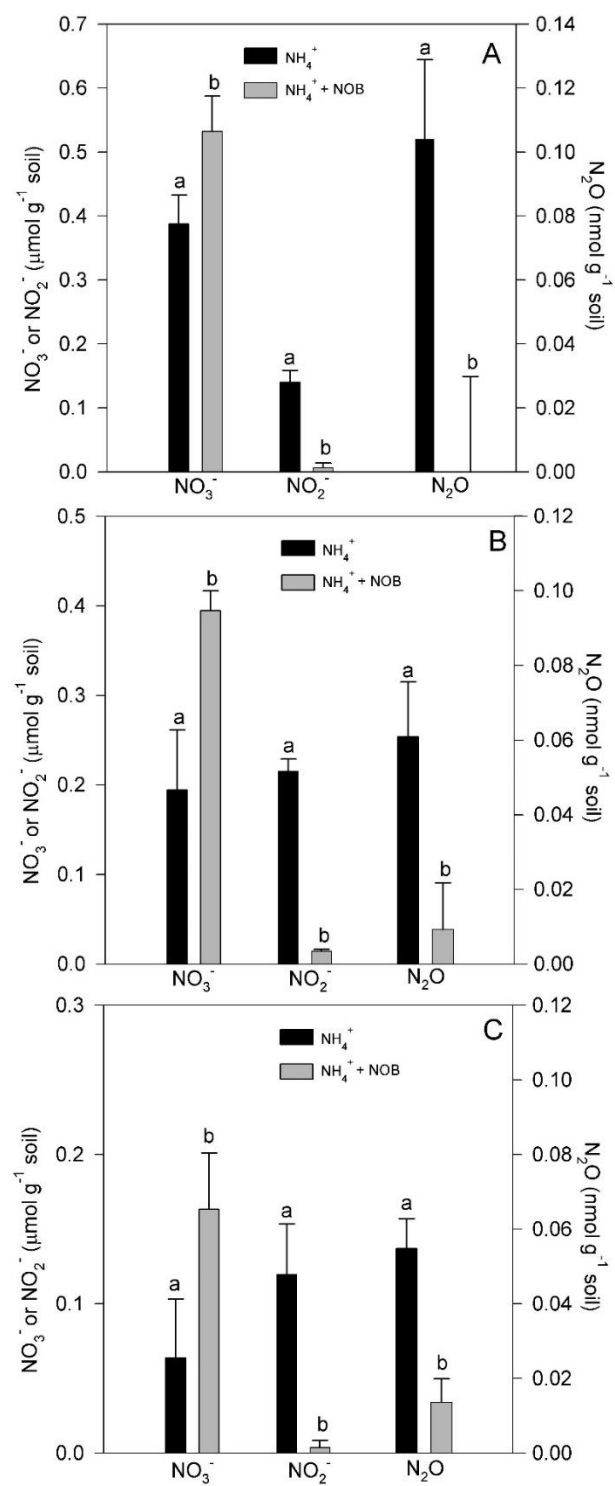 A
NH₄⁺
NH₄⁺ + NOB
0.7
0.6
0.5
0.4
0.3
0.2
0.1
0.0
NO₃⁻ or NO₂⁻ (μmol g⁻¹ soil)
a
b
a
b
a
b
0.14
0.12
0.10
0.08
0.06
0.04
0.02
0.00
N₂O (nmol g⁻¹ soil)
NO₃⁻
NO₂⁻
N₂O
B
NH₄⁺
NH₄⁺ + NOB
0.5
0.4
0.3
0.2
0.1
0.0
NO₃⁻ or NO₂⁻ (μmol g⁻¹ soil)
a
b
a
b
a
b
0.12
0.10
0.08
0.06
0.04
0.02
0.00
N₂O (nmol g⁻¹ soil)
NO₃⁻
NO₂⁻
N₂O
C
NH₄⁺
NH₄⁺ + NOB
0.3
0.2
0.1
0.0
NO₃⁻ or NO₂⁻ (μmol g⁻¹ soil)
a
b
a
b
a
b
0.12
0.10
0.08
0.06
0.04
0.02
0.00
N₂O (nmol g⁻¹ soil)
NO₃⁻
NO₂⁻
N₂O